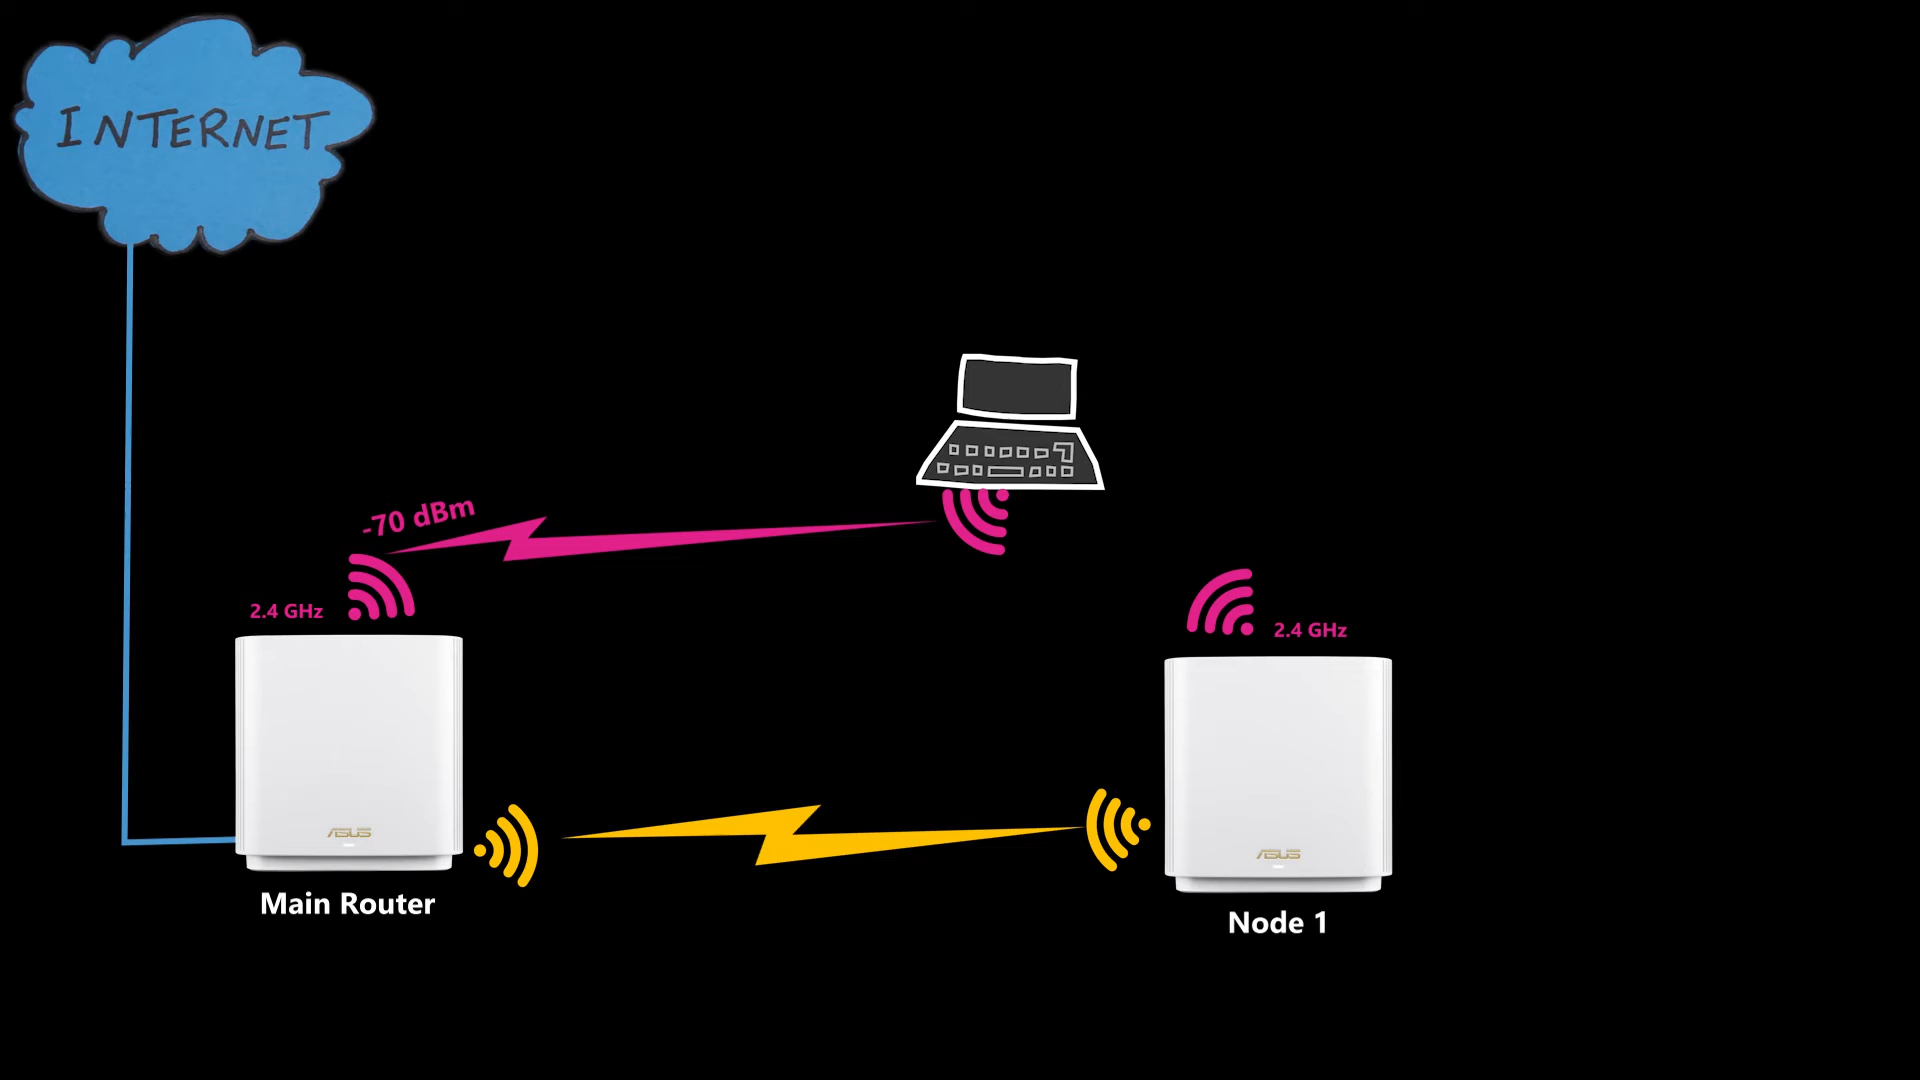 INTERNET
-70 dBm
2.4 GHz
2.4 GHz
ASUS
ASUS
Main Router
Node 1